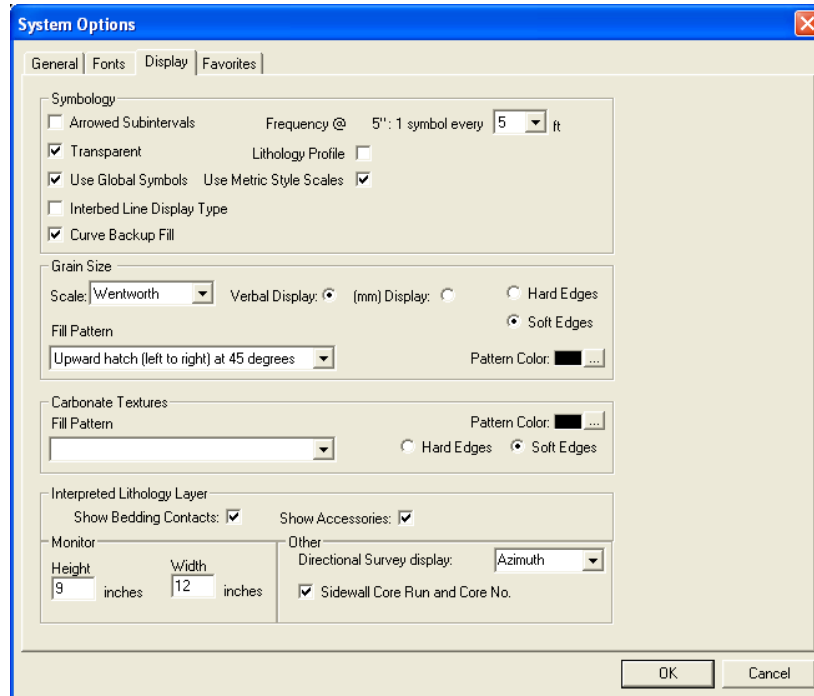 System Options
General Fonts Display Favorites
Symbology
Arrowed Subintervals Frequency @ 5'': 1 symbol every 5 ft
Transparent Lithology Profile
Use Global Symbols Use Metric Style Scales
Interbed Line Display Type
Curve Backup Fill
Grain Size
Scale: Wentworth Verbal Display: (mm) Display: Hard Edges
Soft Edges
Fill Pattern
Upward hatch (left to right) at 45 degrees Pattern Color: ...
Carbonate Textures
Fill Pattern Pattern Color: ...
Hard Edges Soft Edges
Interpreted Lithology Layer
Show Bedding Contacts: Show Accessories:
Monitor Other
Height Width Directional Survey display: Azimuth
9 inches 12 inches Sidewall Core Run and Core No.
OK Cancel